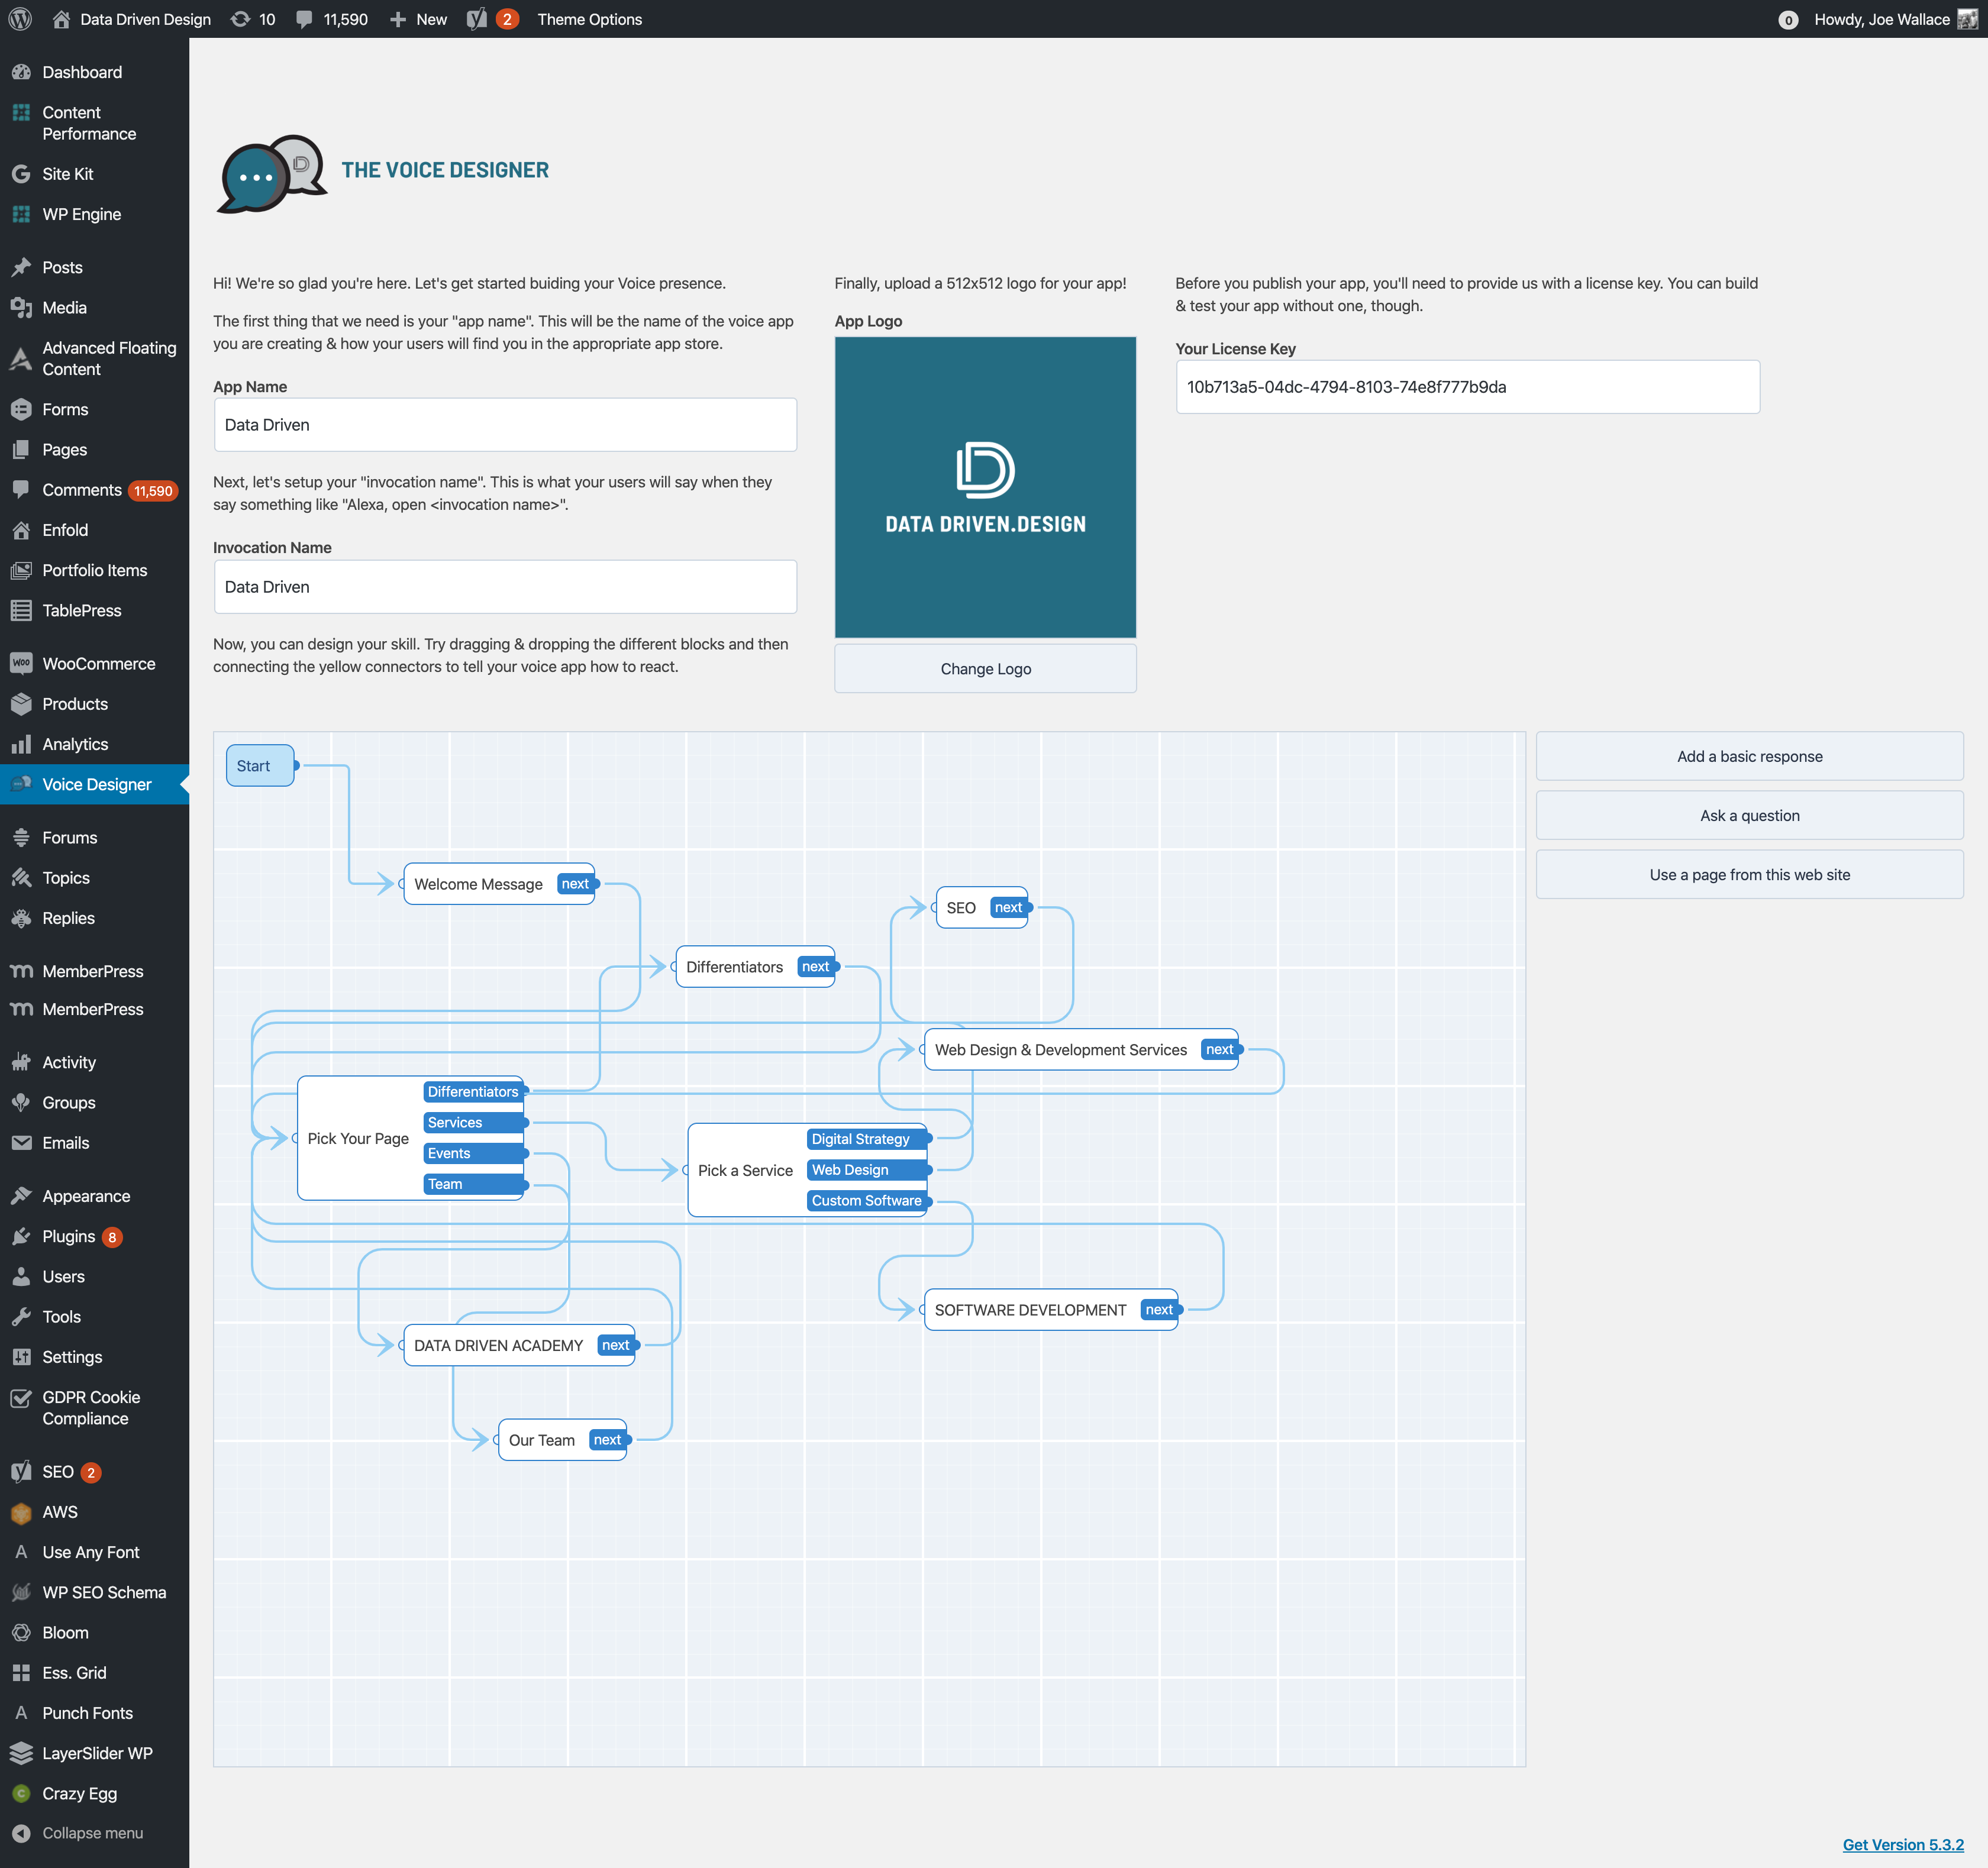 Data Driven Design
10
11,590
New
2
Theme Options
0
Howdy, Joe Wallace
Dashboard
Content
Performance
Site Kit
WP Engine
Posts
Media
Advanced Floating
Content
Forms
Pages
Comments 11,590
Enfold
Portfolio Items
TablePress
WooCommerce
Products
Analytics
Voice Designer
Forums
Topics
Replies
MemberPress
MemberPress
Activity
Groups
Emails
Appearance
Plugins 8
Users
Tools
Settings
GDPR Cookie
Compliance
SEO 2
AWS
Use Any Font
WP SEO Schema
Bloom
Ess. Grid
Punch Fonts
LayerSlider WP
Crazy Egg
Collapse menu
THE VOICE DESIGNER
Hi! We're so glad you're here. Let's get started buiding your Voice presence.
The first thing that we need is your "app name". This will be the name of the voice app
you are creating & how your users will find you in the appropriate app store.
App Name
Data Driven
Next, let's setup your "invocation name". This is what your users will say when they
say something like "Alexa, open <invocation name>".
Invocation Name
Data Driven
Now, you can design your skill. Try dragging & dropping the different blocks and then
connecting the yellow connectors to tell your voice app how to react.
Finally, upload a 512x512 logo for your app!
App Logo
DATA DRIVEN.DESIGN
Change Logo
Before you publish your app, you'll need to provide us with a license key. You can build
& test your app without one, though.
Your License Key
10b713a5-04dc-4794-8103-74e8f777b9da
Start
Welcome Message next
SEO next
Differentiators next
Web Design & Development Services next
Pick Your Page
Differentiators
Services
Events
Team
Pick a Service
Digital Strategy
Web Design
Custom Software
SOFTWARE DEVELOPMENT next
DATA DRIVEN ACADEMY next
Our Team next
Add a basic response
Ask a question
Use a page from this web site
Get Version 5.3.2